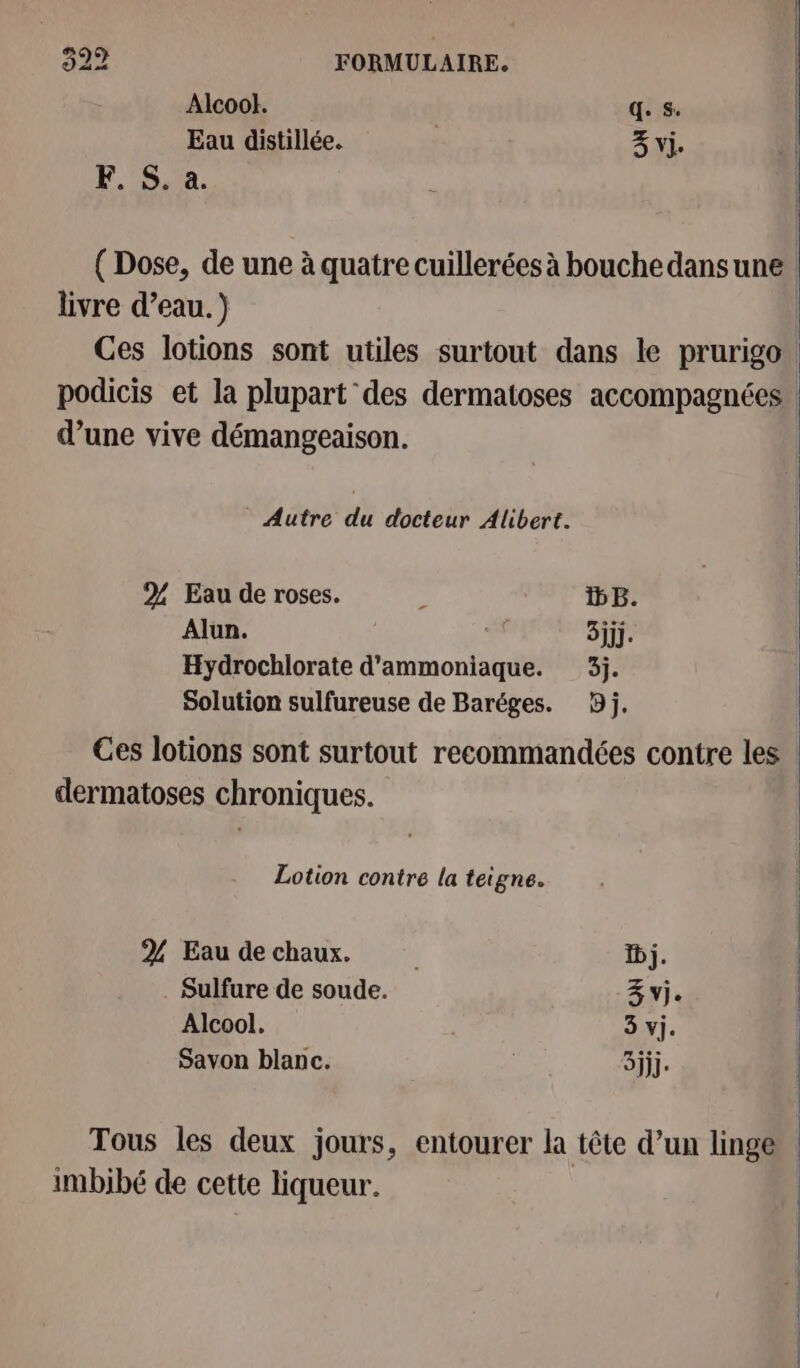 322 FORMULAIRE.
Alcool. q. s.
Eau distillée. ℥ vj.
F. S. a.
( Dose, de une à quatre cuillerées à bouche dans une
livre d’eau. )
Ces lotions sont utiles surtout dans le prurigo
podicis et la plupart des dermatoses accompagnées
d’une vive démangeaison.
Autre du docteur Alibert.
♃ Eau de roses. ℔ß.
Alun. ʒjjj.
Hydrochlorate d’ammoniaque. ʒj.
Solution sulfureuse de Baréges. ℈j.
Ces lotions sont surtout recommandées contre les
dermatoses chroniques.
Lotion contre la teigne.
♃ Eau de chaux. ℔j.
Sulfure de soude. ℥ vj.
Alcool. ʒ vj.
Savon blanc. ʒjjj.
Tous les deux jours, entourer la tête d’un linge
imbibé de cette liqueur.